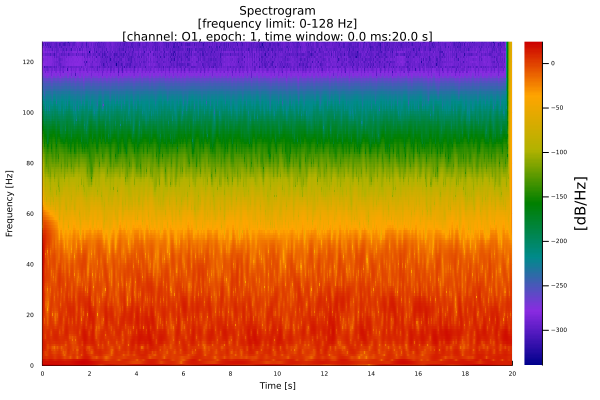 Spectrogram
[frequency limit: 0-128 Hz]
[channel: O1, epoch: 1, time window: 0.0 ms:20.0 s]
Frequency [Hz]
120
100
80
60
40
20
0
0 2 4 6 8 10 12 14 16 18 20
Time [s]
0
−50
−100
−150
−200
−250
−300
[dB/Hz]